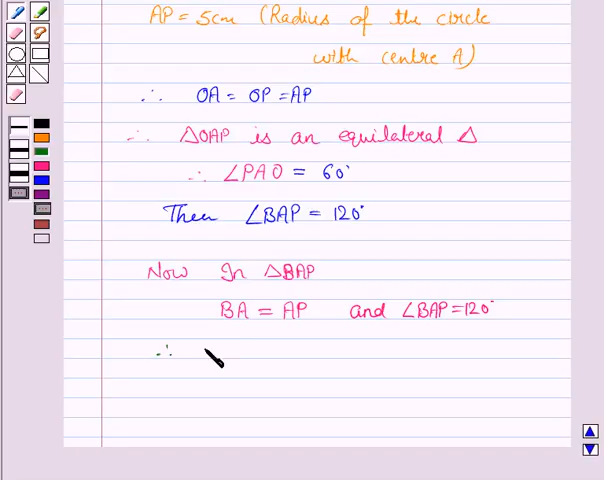 AP = 5cm (Radius of the circle
with centre A)
∴ OA = OP = AP
∴ △OAP is an equilateral △
∴ ∠PAO = 60°
Then ∠BAP = 120°
Now In △BAP
BA = AP and ∠BAP = 120°
∴